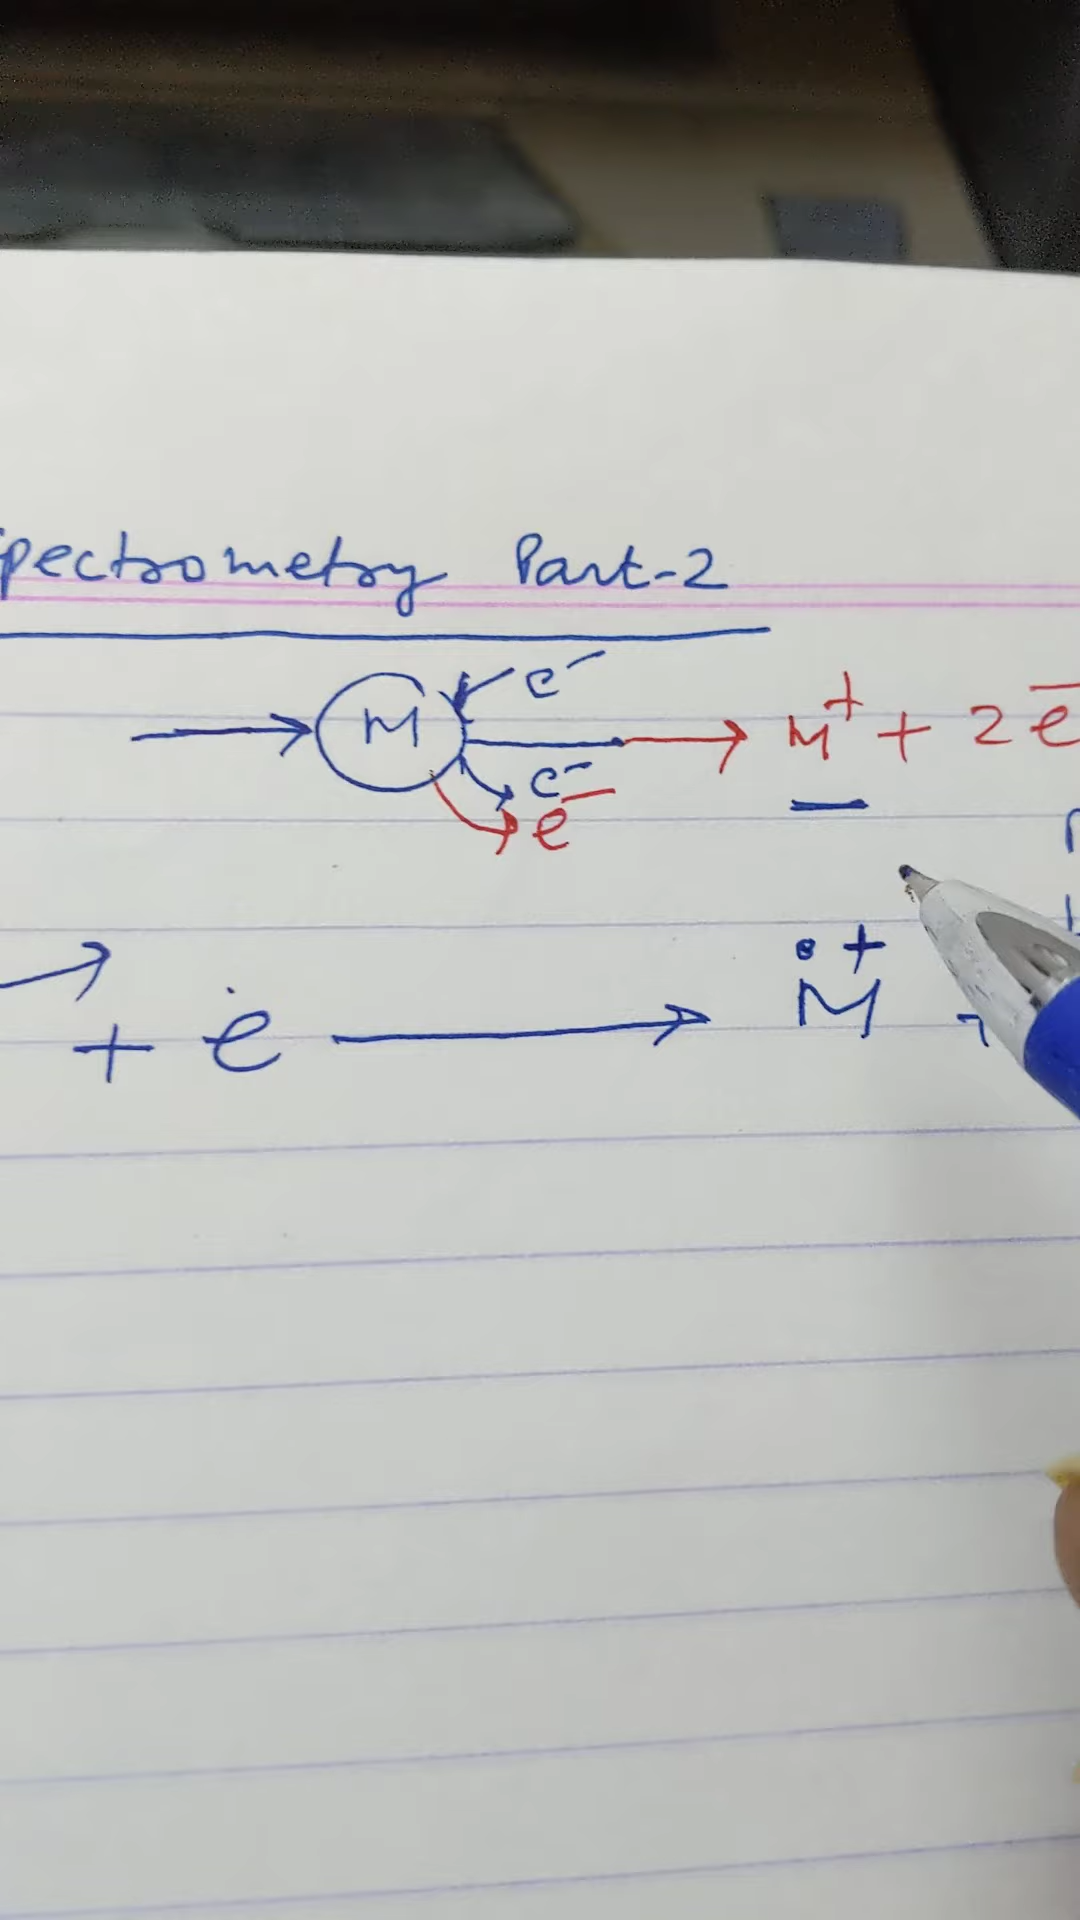 pectrometry Part-2
→ M e⁻ → M⁺ + 2e⁻
e⁻
e⁻
→ + e → M•⁺